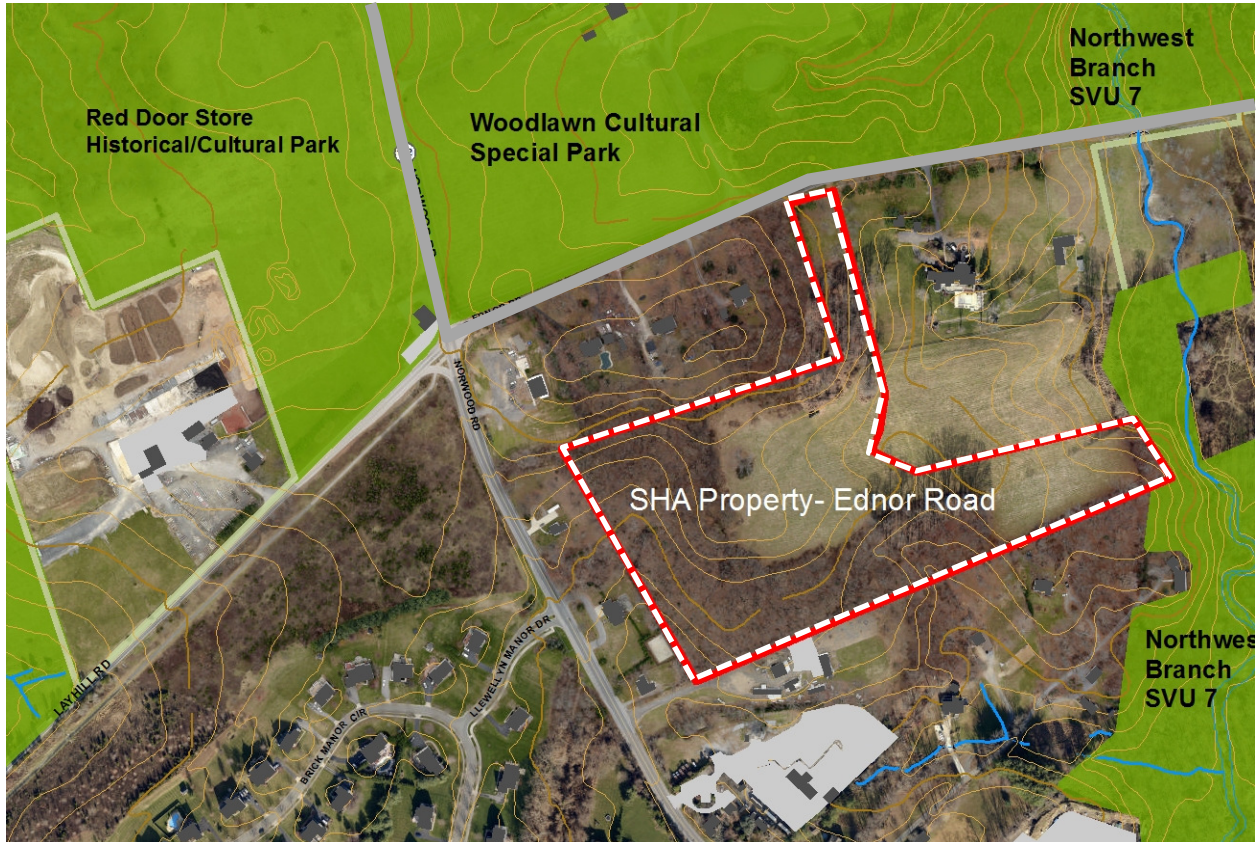 Northwest
Branch
SVU 7
Red Door Store
Historical/Cultural Park
Woodlawn Cultural
Special Park
NORWOOD RD
SHA Property- Ednor Road
LLEWELLYN MANOR DR
BRICK MANOR CIR
LAYHILL RD
Northwes
Branch
SVU 7